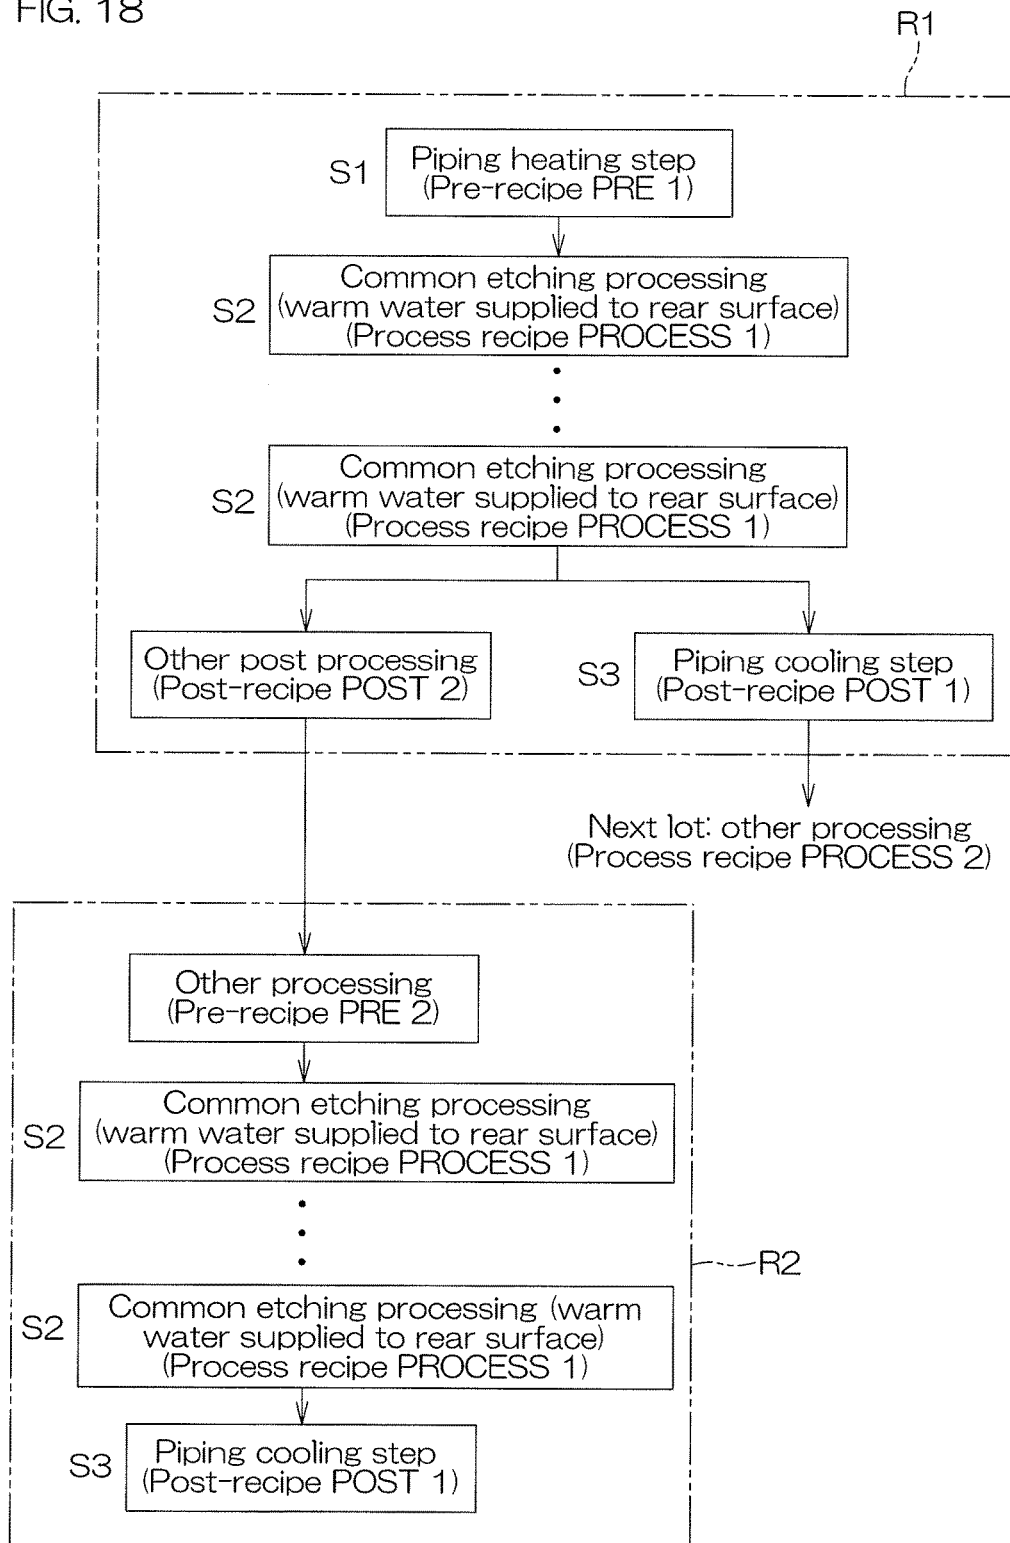 FIG. 18
R1
S1
Piping heating step
(Pre-recipe PRE 1)
S2
Common etching processing
(warm water supplied to rear surface)
(Process recipe PROCESS 1)
S2
Common etching processing
(warm water supplied to rear surface)
(Process recipe PROCESS 1)
Other post processing
(Post-recipe POST 2)
S3
Piping cooling step
(Post-recipe POST 1)
Next lot: other processing
(Process recipe PROCESS 2)
Other processing
(Pre-recipe PRE 2)
S2
Common etching processing
(warm water supplied to rear surface)
(Process recipe PROCESS 1)
R2
S2
Common etching processing (warm
water supplied to rear surface)
(Process recipe PROCESS 1)
S3
Piping cooling step
(Post-recipe POST 1)